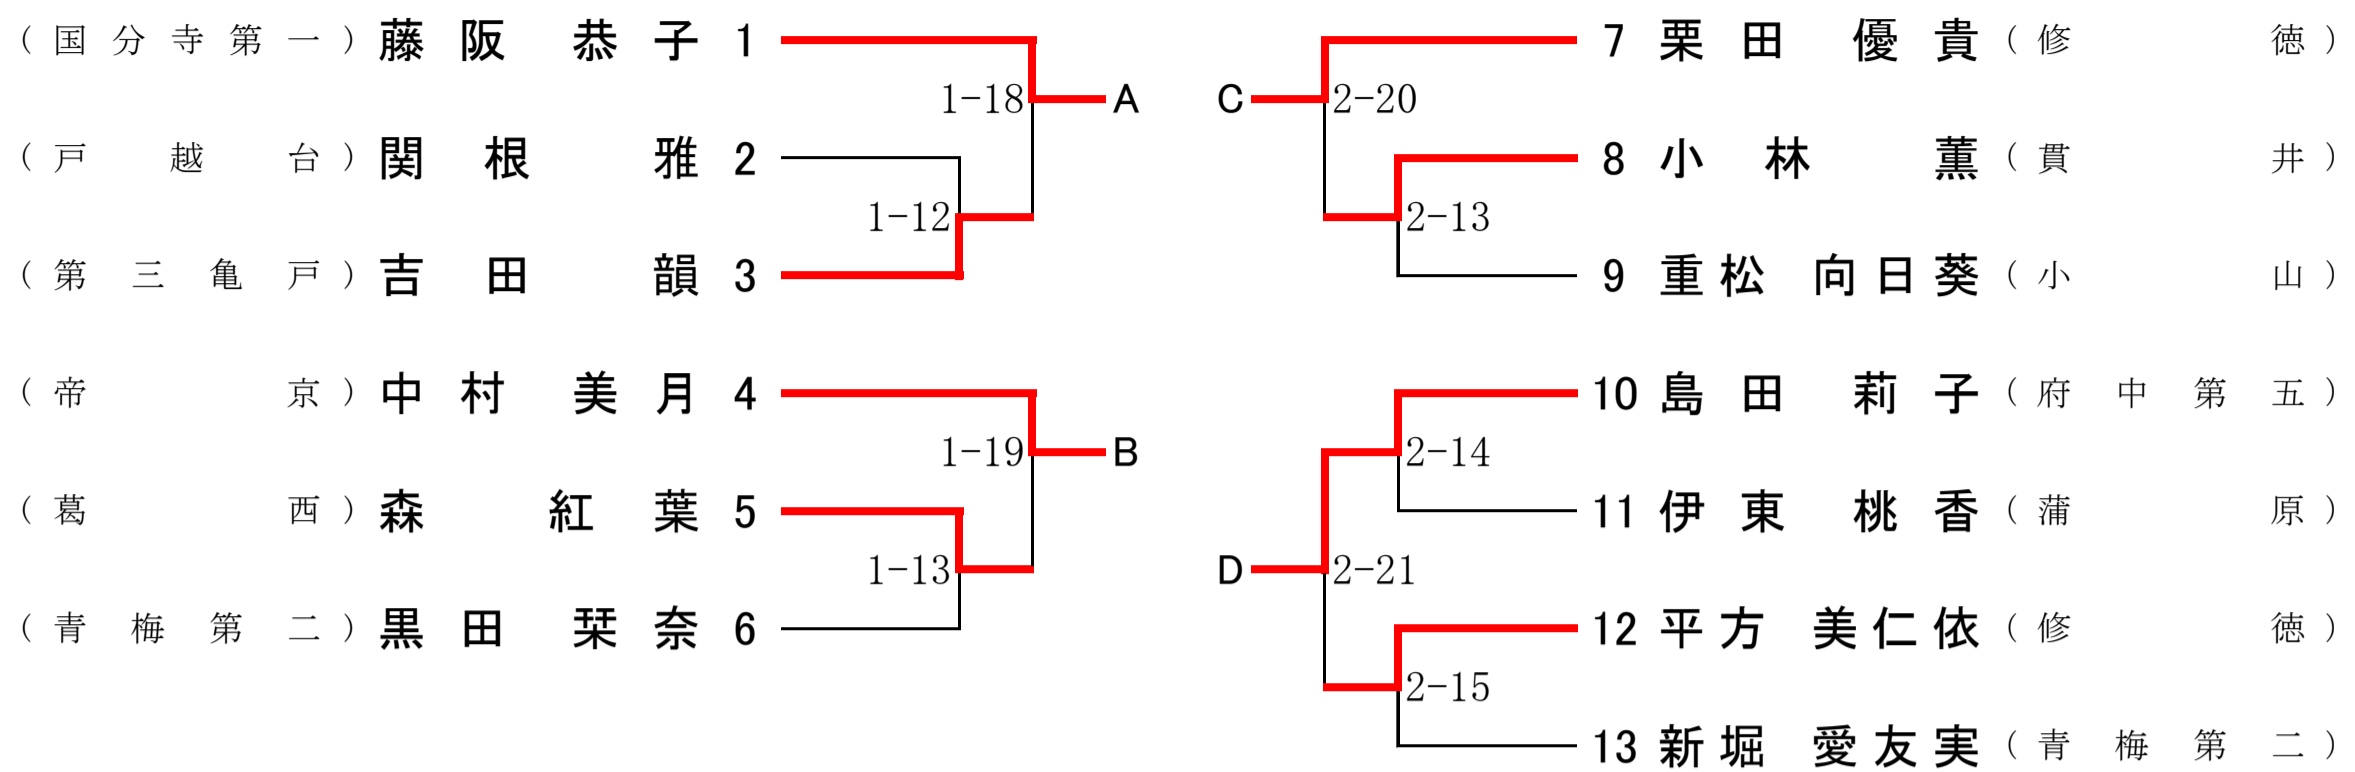 (国分寺第一) 藤阪 恭子 1
1-18 A
(戸越台) 関根 雅 2
1-12
(第三亀戸) 吉田 韻 3
(帝京) 中村 美月 4
1-19 B
(葛西) 森 紅葉 5
1-13
(青梅第二) 黒田 栞奈 6
7 栗田 優貴 (修徳)
C 2-20
8 小林 薫 (貫井)
2-13
9 重松 向日葵 (小山)
10 島田 莉子 (府中第五)
2-14
11 伊東 桃香 (蒲原)
D 2-21
12 平方 美仁依 (修徳)
2-15
13 新堀 愛友実 (青梅第二)